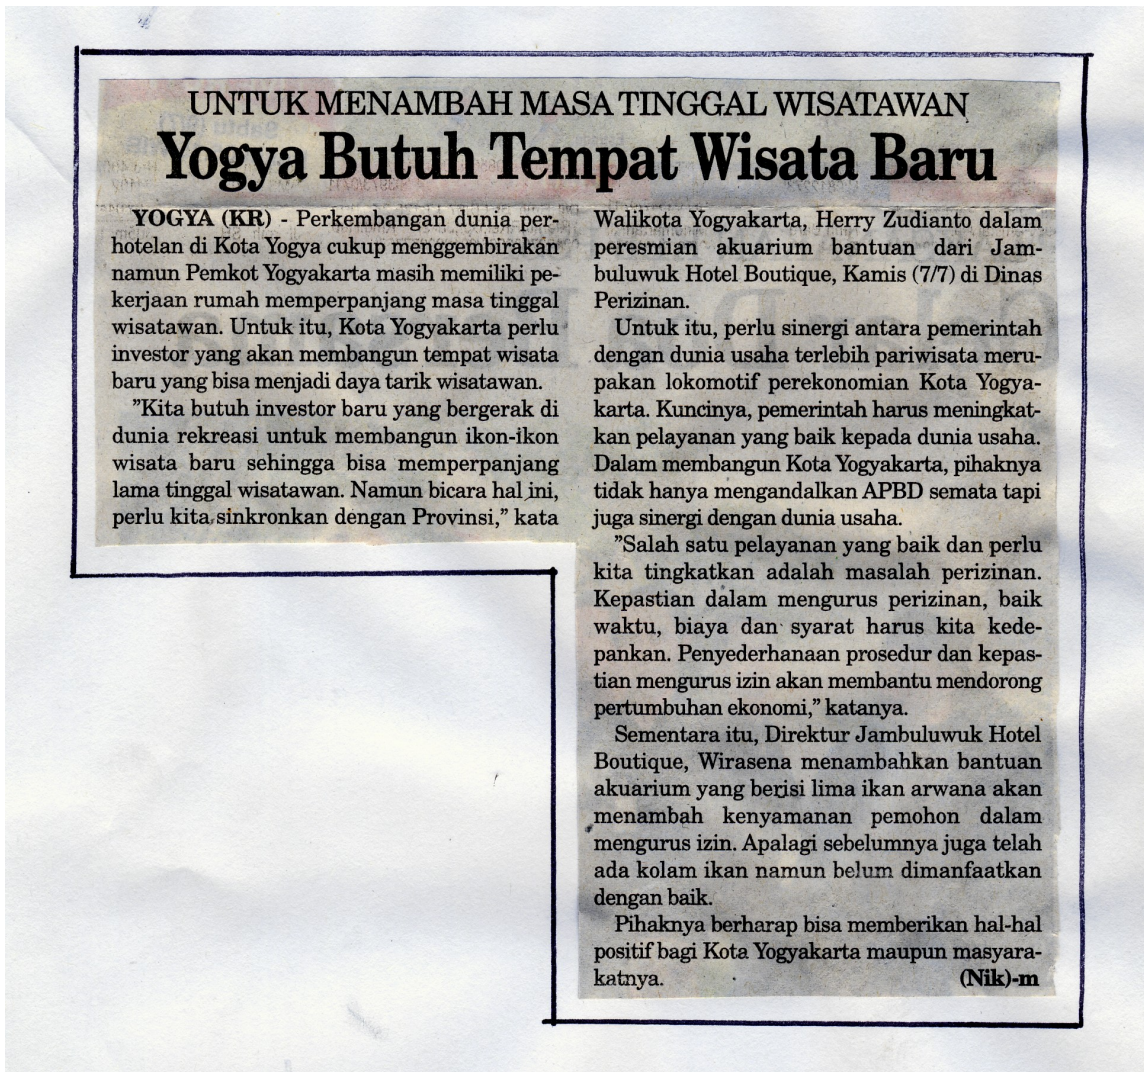 UNTUK MENAMBAH MASA TINGGAL WISATAWAN
Yogya Butuh Tempat Wisata Baru
YOGYA (KR) - Perkembangan dunia per-
hotelan di Kota Yogya cukup menggembirakan
namun Pemkot Yogyakarta masih memiliki pe-
kerjaan rumah memperpanjang masa tinggal
wisatawan. Untuk itu, Kota Yogyakarta perlu
investor yang akan membangun tempat wisata
baru yang bisa menjadi daya tarik wisatawan.
"Kita butuh investor baru yang bergerak di
dunia rekreasi untuk membangun ikon-ikon
wisata baru sehingga bisa memperpanjang
lama tinggal wisatawan. Namun bicara hal ini,
perlu kita sinkronkan dengan Provinsi," kata
Walikota Yogyakarta, Herry Zudianto dalam
peresmian akuarium bantuan dari Jam-
buluwuk Hotel Boutique, Kamis (7/7) di Dinas
Perizinan.
Untuk itu, perlu sinergi antara pemerintah
dengan dunia usaha terlebih pariwisata meru-
pakan lokomotif perekonomian Kota Yogya-
karta. Kuncinya, pemerintah harus meningkat-
kan pelayanan yang baik kepada dunia usaha.
Dalam membangun Kota Yogyakarta, pihaknya
tidak hanya mengandalkan APBD semata tapi
juga sinergi dengan dunia usaha.
"Salah satu pelayanan yang baik dan perlu
kita tingkatkan adalah masalah perizinan.
Kepastian dalam mengurus perizinan, baik
waktu, biaya dan syarat harus kita kede-
pankan. Penyederhanaan prosedur dan kepas-
tian mengurus izin akan membantu mendorong
pertumbuhan ekonomi," katanya.
Sementara itu, Direktur Jambuluwuk Hotel
Boutique, Wirasena menambahkan bantuan
akuarium yang berisi lima ikan arwana akan
menambah kenyamanan pemohon dalam
mengurus izin. Apalagi sebelumnya juga telah
ada kolam ikan namun belum dimanfaatkan
dengan baik.
Pihaknya berharap bisa memberikan hal-hal
positif bagi Kota Yogyakarta maupun masyara-
katnya. (Nik)-m